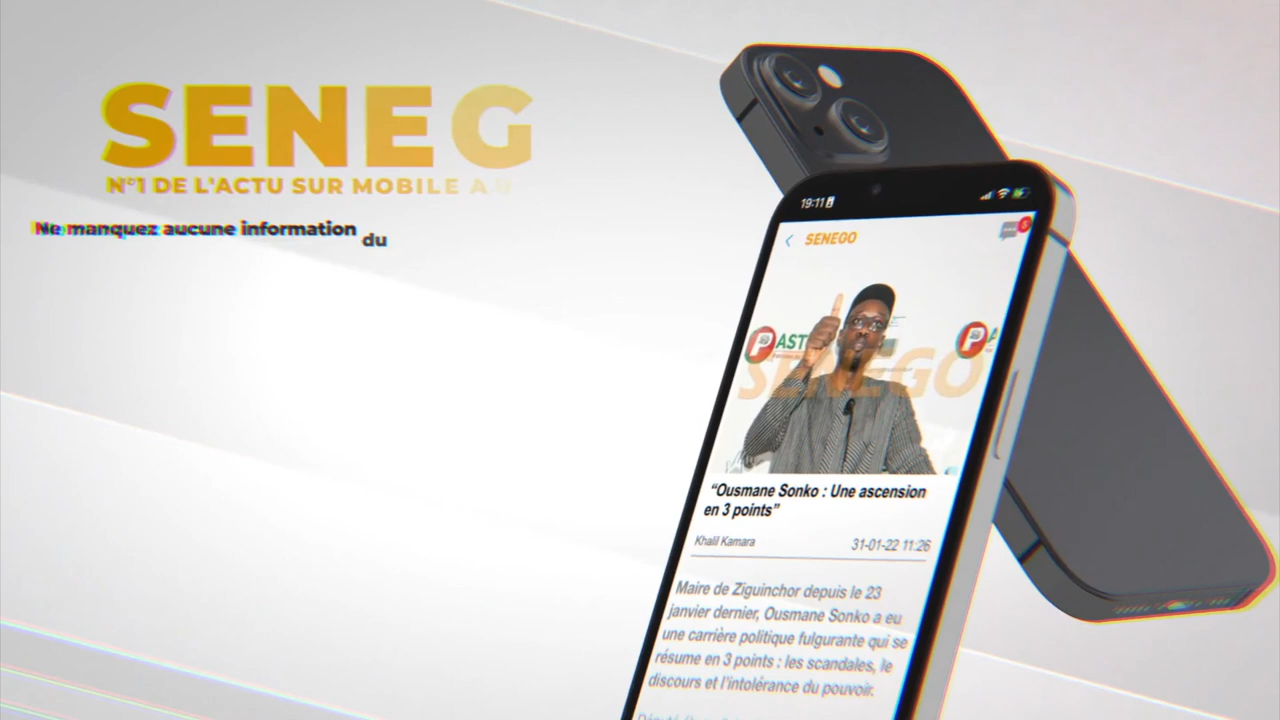 SENEG
N°1 DE L'ACTU SUR MOBILE A
Ne manquez aucune information
du
19:11
SENEGO
PAST
P
SENEGO
“Ousmane Sonko : Une ascension
en 3 points”
Khalil Kamara 31-01-22 11:26
Maire de Ziguinchor depuis le 23
janvier dernier, Ousmane Sonko a eu
une carrière politique fulgurante qui se
résume en 3 points : les scandales, le
discours et l'intolérance du pouvoir.